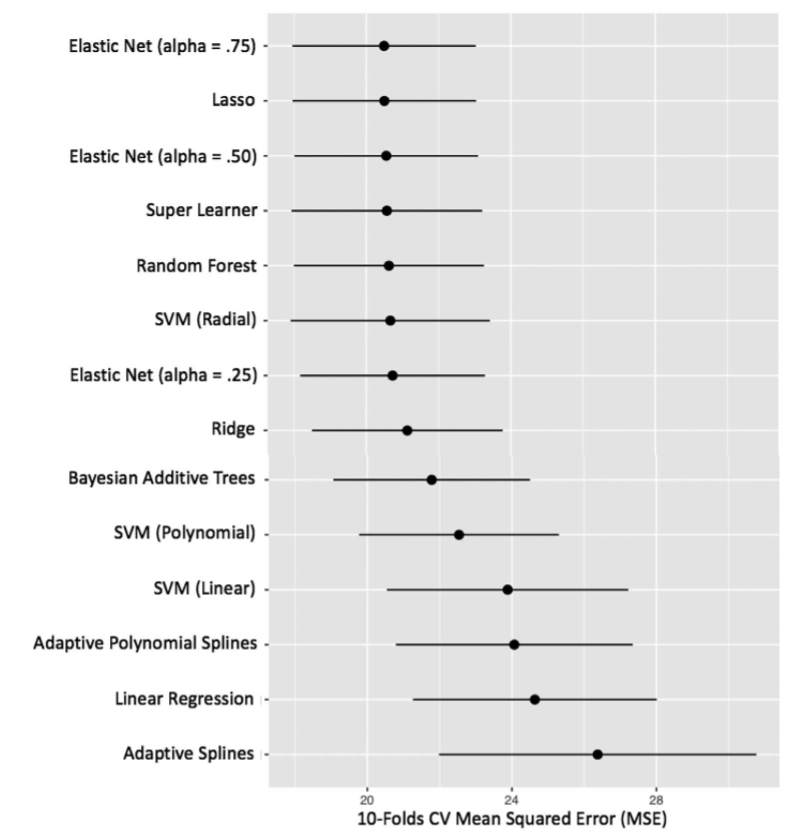 Elastic Net (alpha = .75)
Lasso
Elastic Net (alpha = .50)
Super Learner
Random Forest
SVM (Radial)
Elastic Net (alpha = .25)
Ridge
Bayesian Additive Trees
SVM (Polynomial)
SVM (Linear)
Adaptive Polynomial Splines
Linear Regression
Adaptive Splines
20 24 28
10-Folds CV Mean Squared Error (MSE)